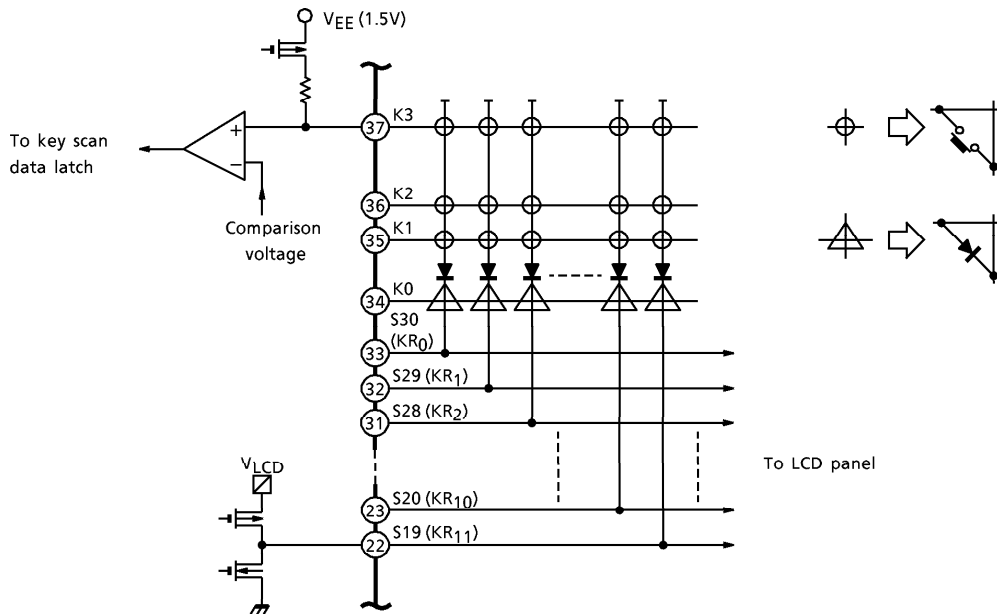 VEE (1.5V)
To key scan
data latch
+
−
Comparison
voltage
37 K3
36 K2
35 K1
34 K0
S30
33 (KR0)
32 S29 (KR1)
31 S28 (KR2)
To LCD panel
VLCD
23 S20 (KR10)
22 S19 (KR11)